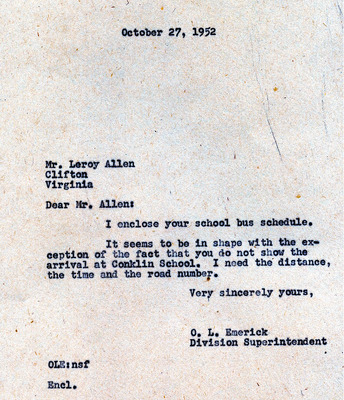 October 27, 1952
Mr. Leroy Allen
Clifton
Virginia
Dear Mr. Allen:
I enclose your school bus schedule.
It seems to be in shape with the ex-
ception of the fact that you do not show the
arrival at Conklin School. I need the distance,
the time and the road number.
Very sincerely yours,
O. L. Emerick
Division Superintendent
OLE:nsf
Encl.